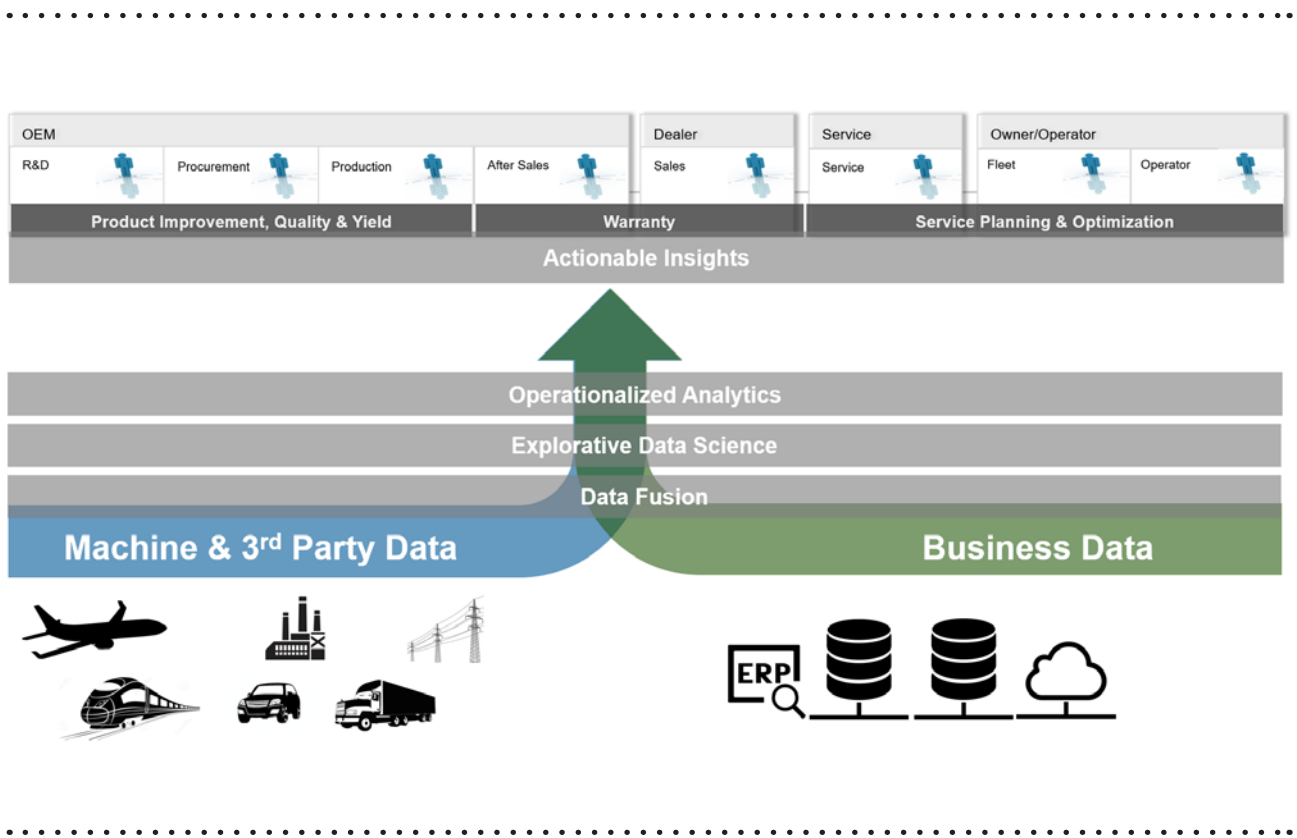 OEM
Dealer
Service
Owner/Operator
R&D
Procurement
Production
After Sales
Sales
Service
Fleet
Operator
Product Improvement, Quality & Yield
Warranty
Service Planning & Optimization
Actionable Insights
Operationalized Analytics
Explorative Data Science
Data Fusion
Machine & 3rd Party Data
Business Data
ERP